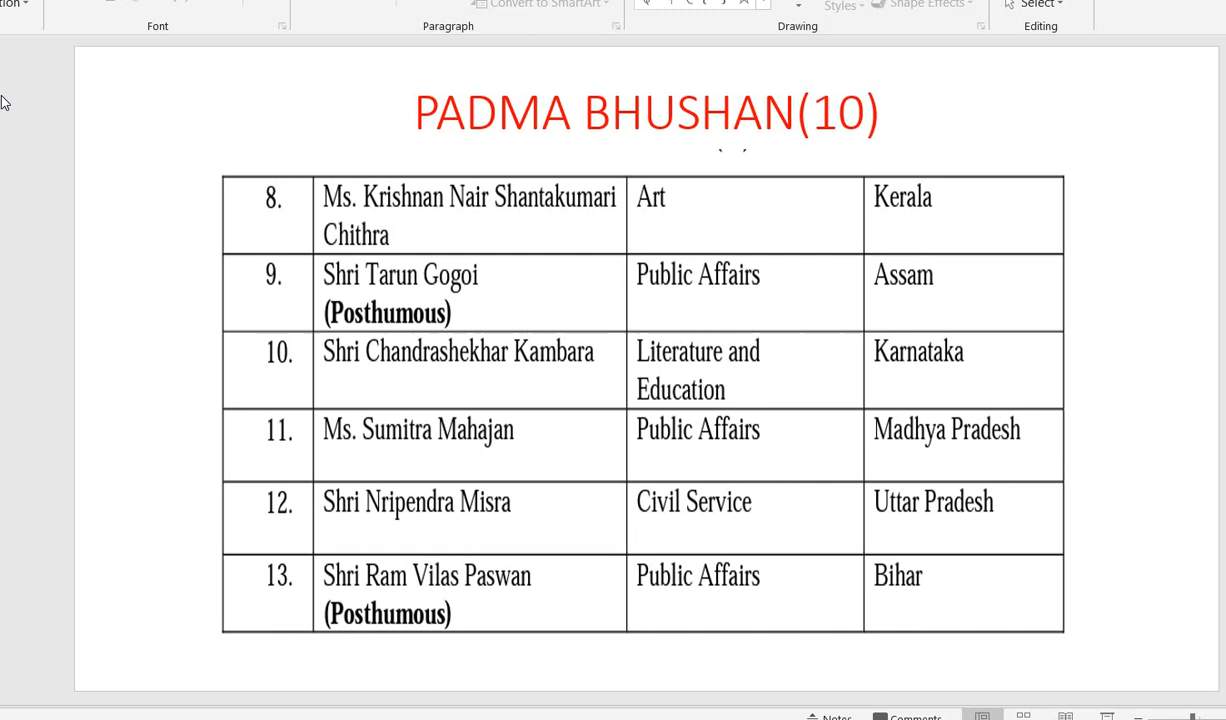 Convert to SmartArt
Styles
Shape Effects
Select
Font
Paragraph
Drawing
Editing
PADMA BHUSHAN(10)
8. Ms. Krishnan Nair Shantakumari Art Kerala
Chithra
9. Shri Tarun Gogoi Public Affairs Assam
(Posthumous)
10. Shri Chandrashekhar Kambara Literature and Karnataka
Education
11. Ms. Sumitra Mahajan Public Affairs Madhya Pradesh
12. Shri Nripendra Misra Civil Service Uttar Pradesh
13. Shri Ram Vilas Paswan Public Affairs Bihar
(Posthumous)
Notes
Comments